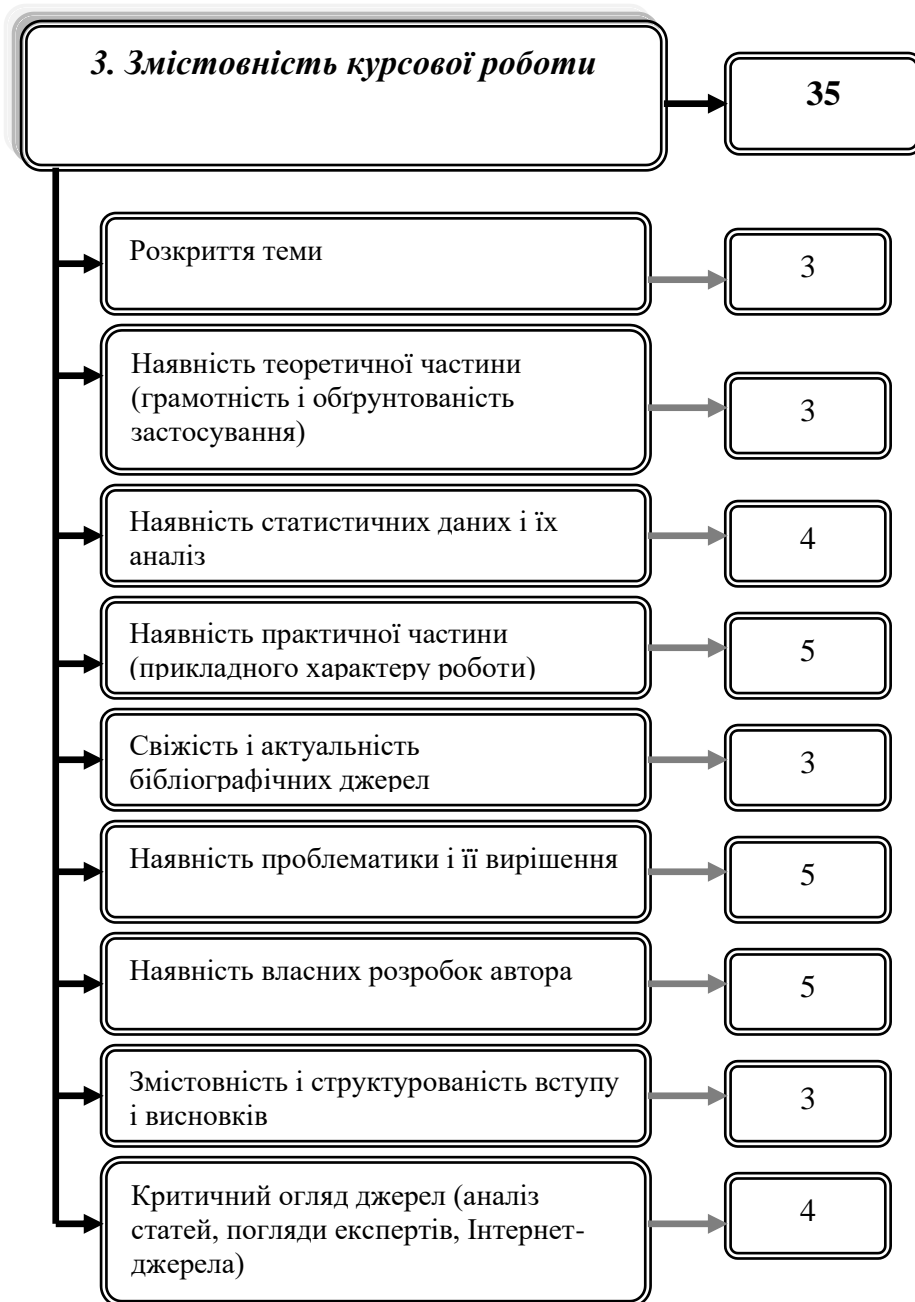 3. Змістовність курсової роботи
35
Розкриття теми
3
Наявність теоретичної частини
(грамотність і обґрунтованість
застосування)
3
Наявність статистичних даних і їх
аналіз
4
Наявність практичної частини
(прикладного характеру роботи)
5
Свіжість і актуальність
бібліографічних джерел
3
Наявність проблематики і її вирішення
5
Наявність власних розробок автора
5
Змістовність і структурованість вступу
і висновків
3
Критичний огляд джерел (аналіз
статей, погляди експертів, Інтернет-
джерела)
4